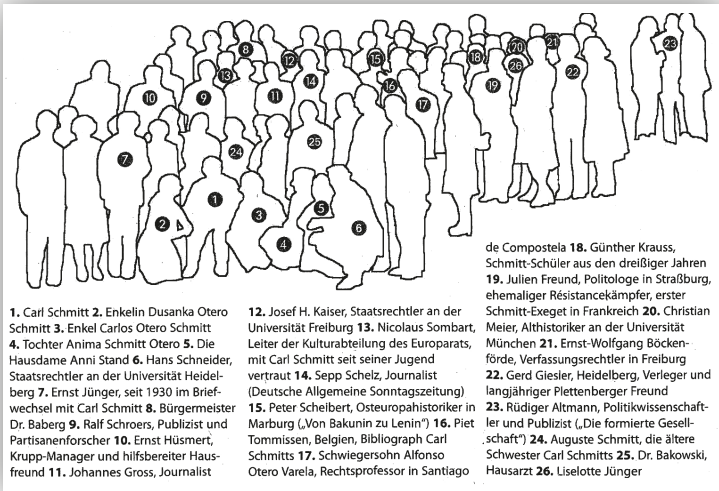 8
21
23
20
12
15
18
26
13
14
22
16
19
10
9
11
17
25
24
7
1
3
5
2
6
4
1. Carl Schmitt 2. Enkelin Dusanka Otero
Schmitt 3. Enkel Carlos Otero Schmitt
4. Tochter Anima Schmitt Otero 5. Die
Hausdame Anni Stand 6. Hans Schneider,
Staatsrechtler an der Universität Heidel-
berg 7. Ernst Jünger, seit 1930 im Brief-
wechsel mit Carl Schmitt 8. Bürgermeister
Dr. Baberg 9. Ralf Schroers, Publizist und
Partisanenforscher 10. Ernst Hüsmert,
Krupp-Manager und hilfsbereiter Haus-
freund 11. Johannes Gross, Journalist
12. Josef H. Kaiser, Staatsrechtler an der
Universität Freiburg 13. Nicolaus Sombart,
Leiter der Kulturabteilung des Europarats,
mit Carl Schmitt seit seiner Jugend
vertraut 14. Sepp Schelz, Journalist
(Deutsche Allgemeine Sonntagszeitung)
15. Peter Scheibert, Osteuropahistoriker in
Marburg („Von Bakunin zu Lenin“) 16. Piet
Tommissen, Belgien, Bibliograph Carl
Schmitts 17. Schwiegersohn Alfonso
Otero Varela, Rechtsprofessor in Santiago
de Compostela 18. Günther Krauss,
Schmitt-Schüler aus den dreißiger Jahren
19. Julien Freund, Politologe in Straßburg,
ehemaliger Résistancekämpfer, erster
Schmitt-Exeget in Frankreich 20. Christian
Meier, Althistoriker an der Universität
München 21. Ernst-Wolfgang Böcken-
förde, Verfassungsrechtler in Freiburg
22. Gerd Giesler, Heidelberg, Verleger und
langjähriger Plettenberger Freund
23. Rüdiger Altmann, Politikwissenschaft-
ler und Publizist („Die formierte Gesell-
schaft“) 24. Auguste Schmitt, die ältere
Schwester Carl Schmitts 25. Dr. Bakowski,
Hausarzt 26. Liselotte Jünger